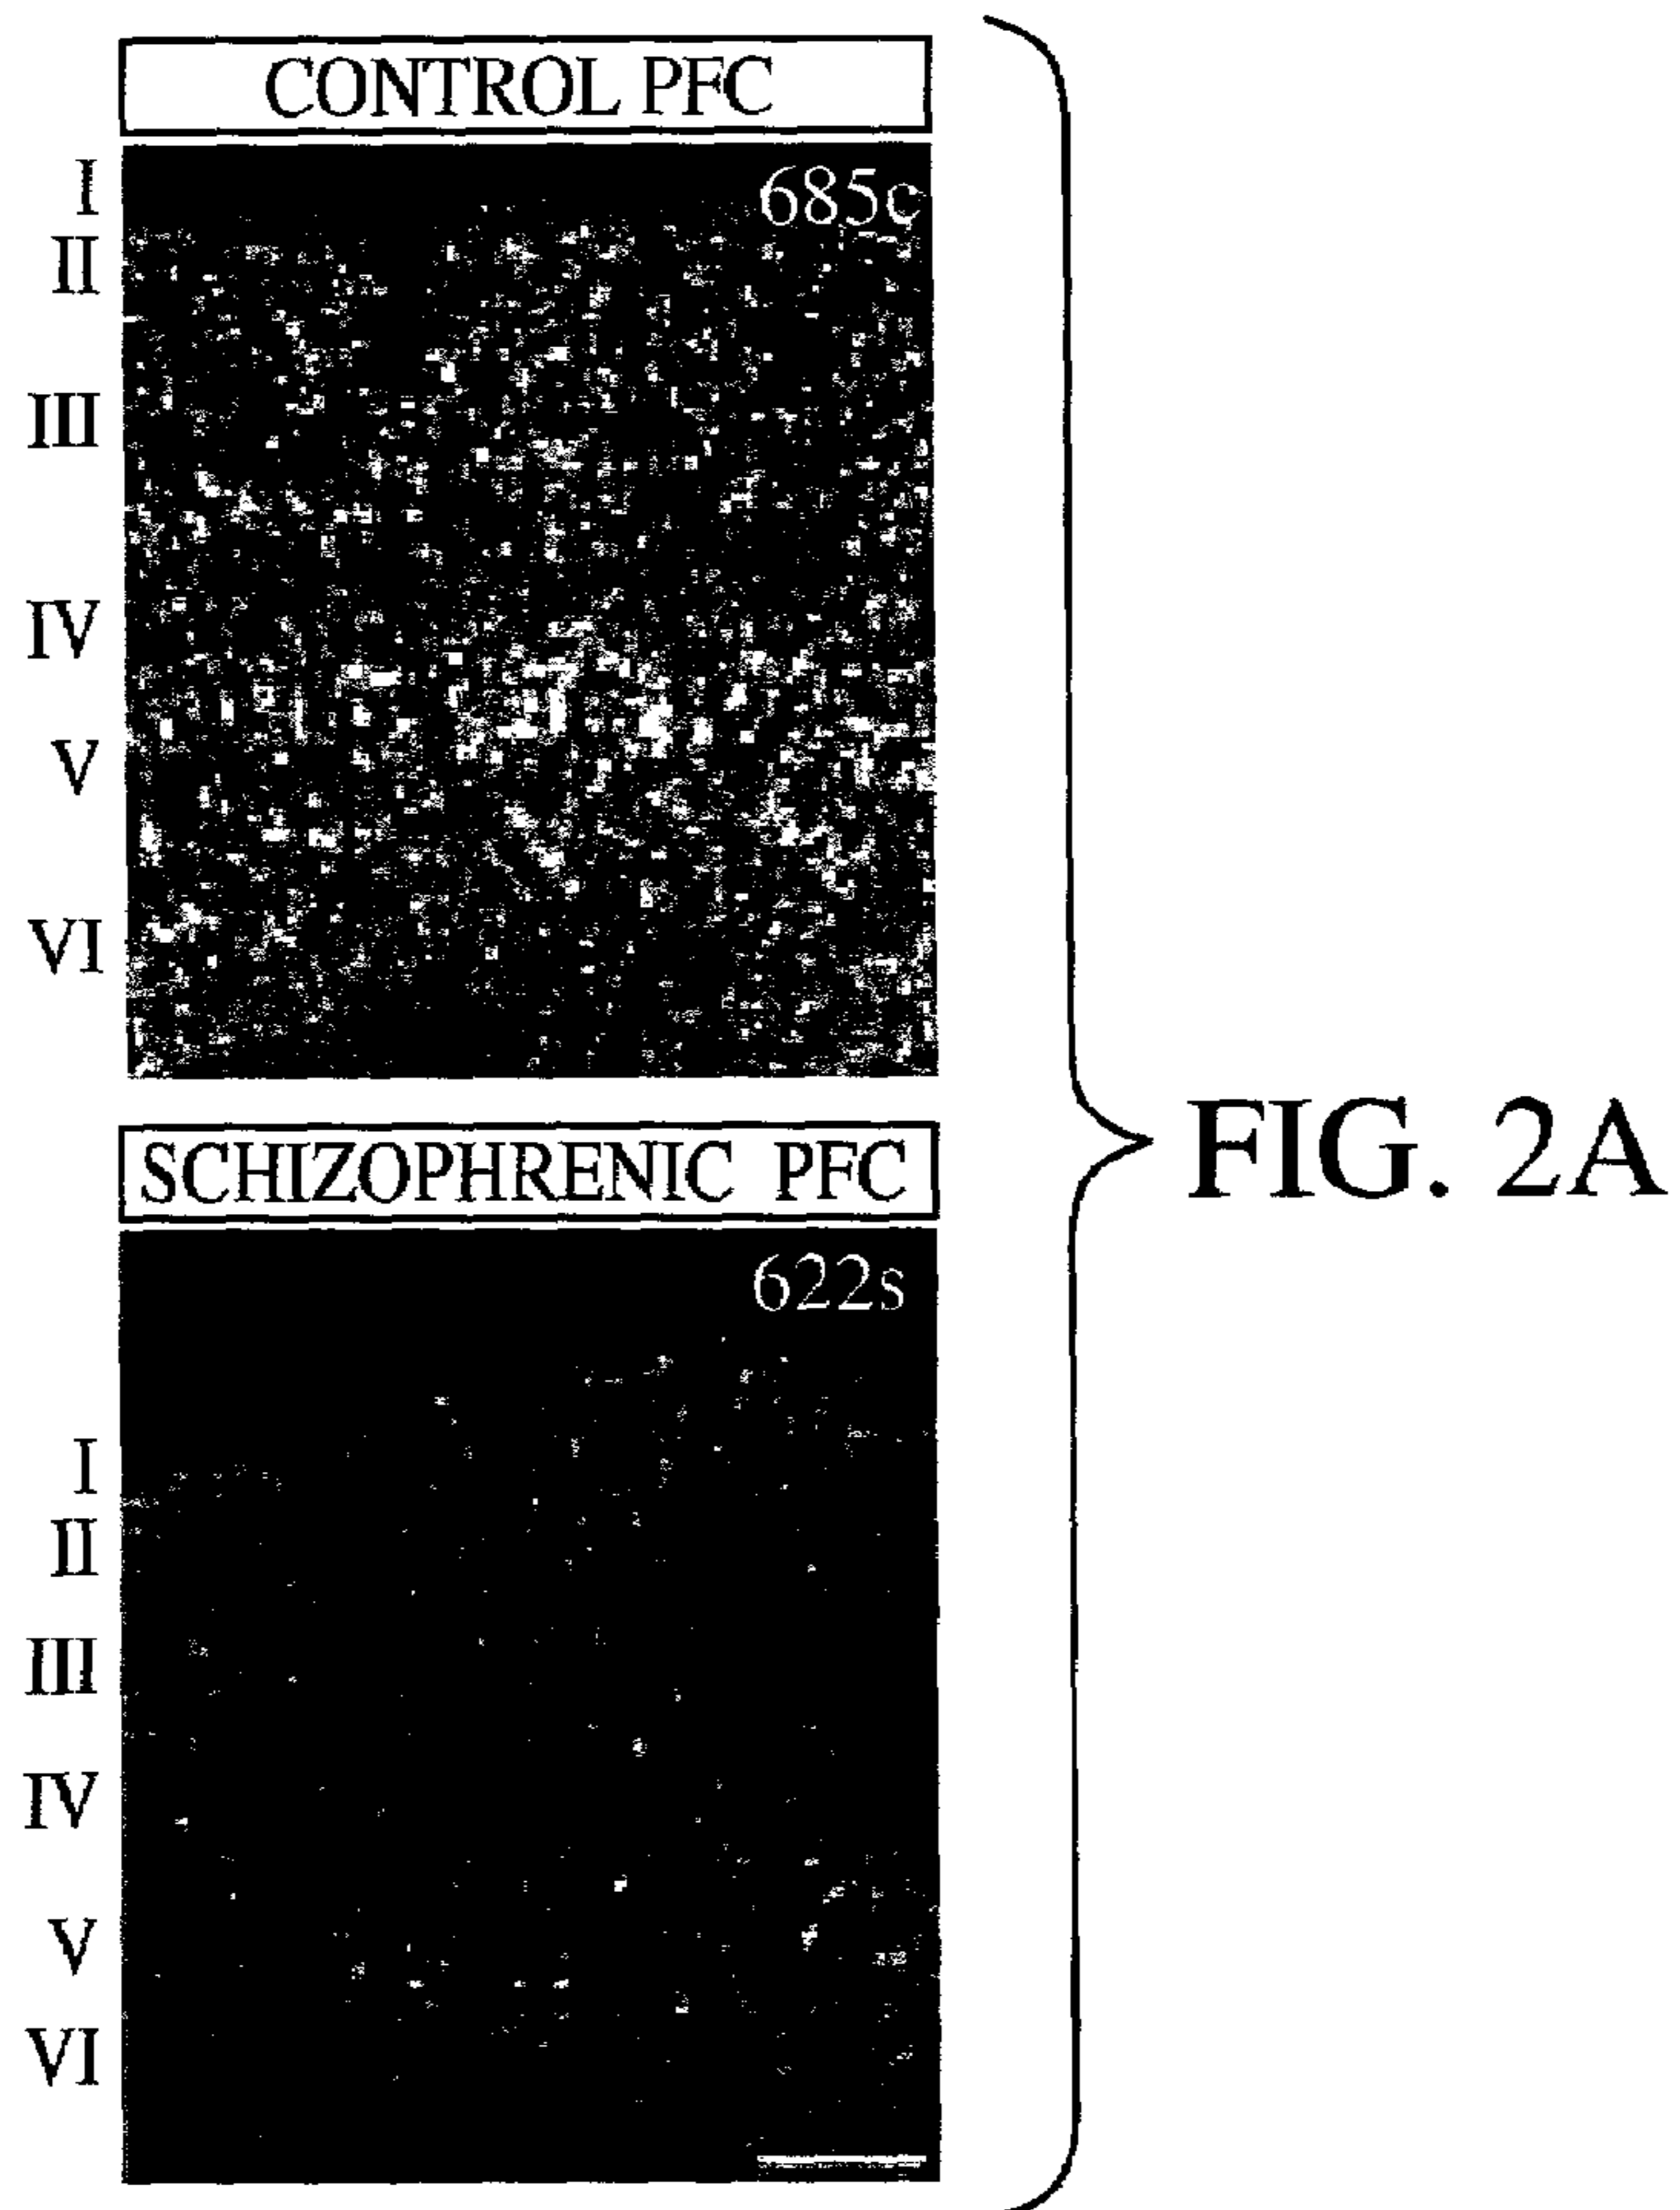 CONTROL PFC
685c
I
II
III
IV
V
VI
SCHIZOPHRENIC PFC
622s
I
II
III
IV
V
VI
FIG. 2A